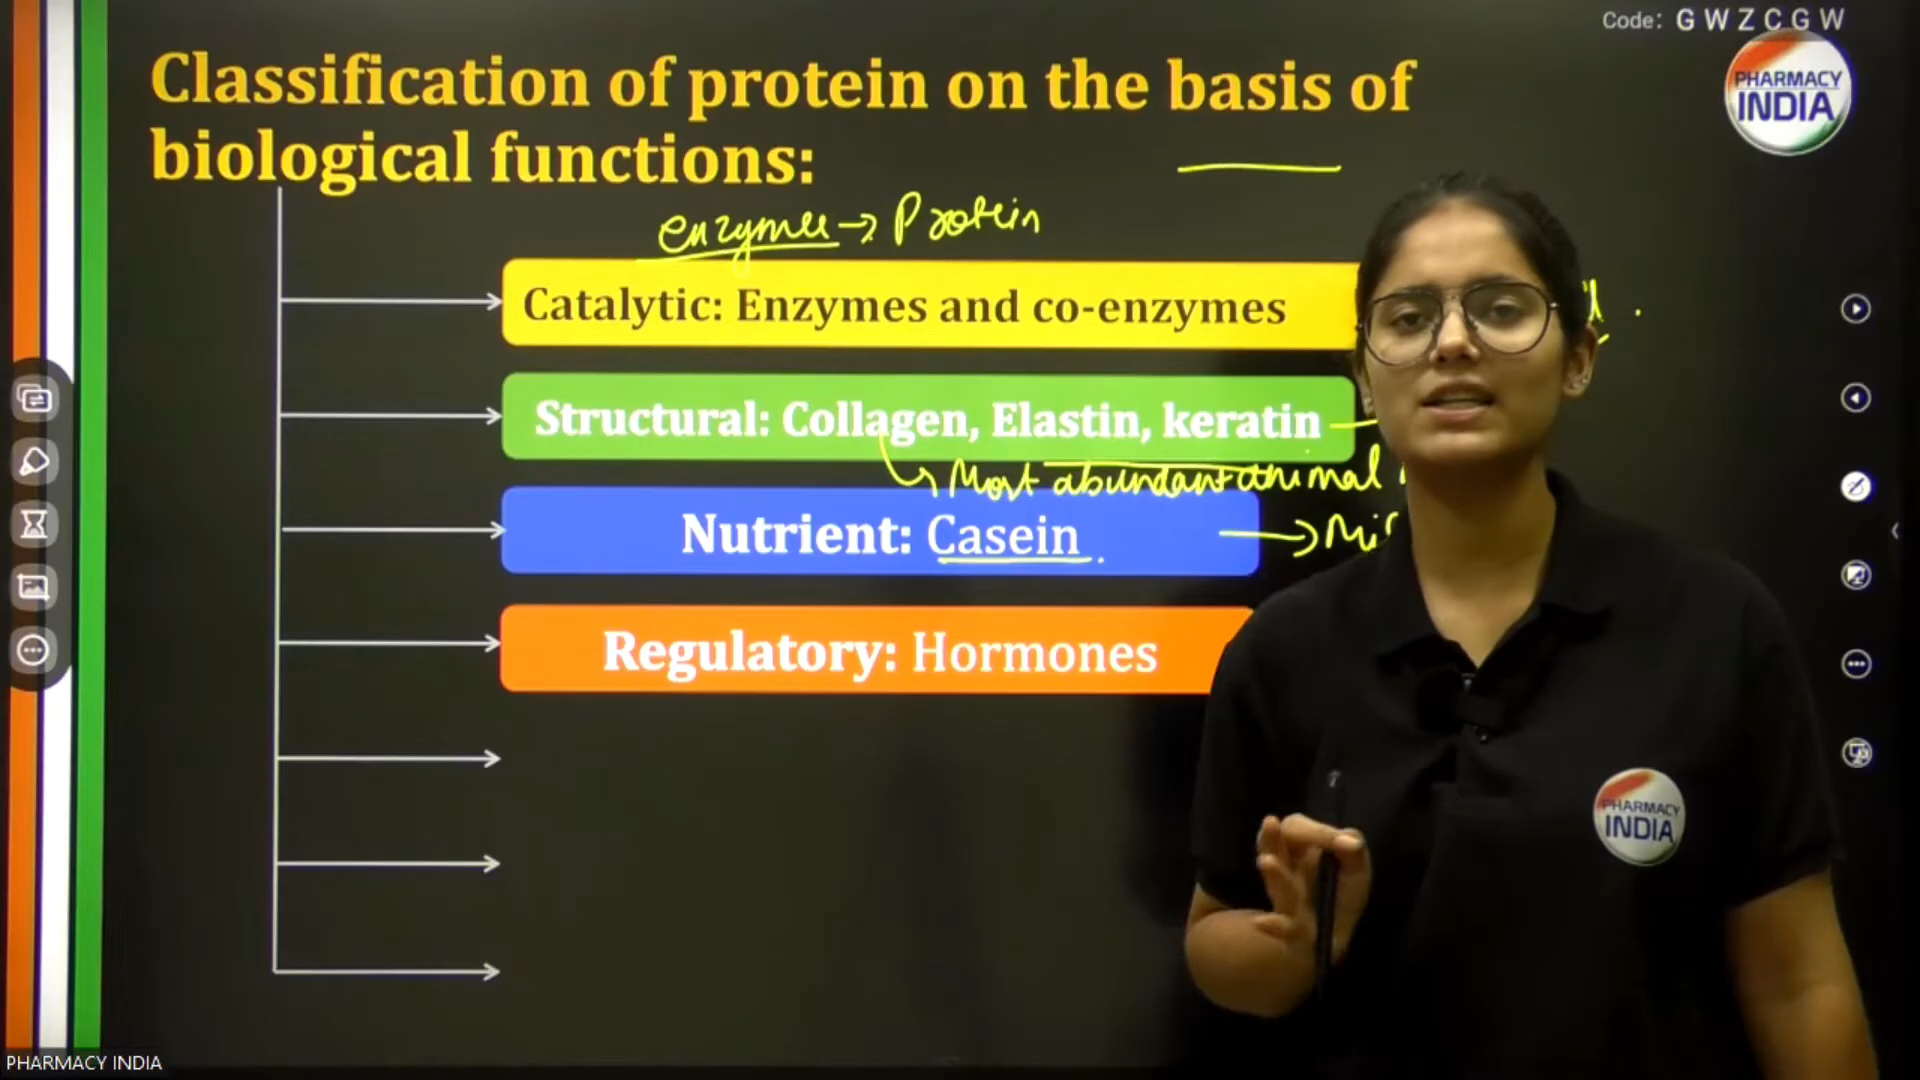 Code: GWZCGW
PHARMACY
INDIA
Classification of protein on the basis of
biological functions:
enzymes → Protein
Catalytic: Enzymes and co-enzymes
Structural: Collagen, Elastin, keratin
Most abundant animal
Nutrient: Casein
Regulatory: Hormones
PHARMACY
INDIA
PHARMACY INDIA